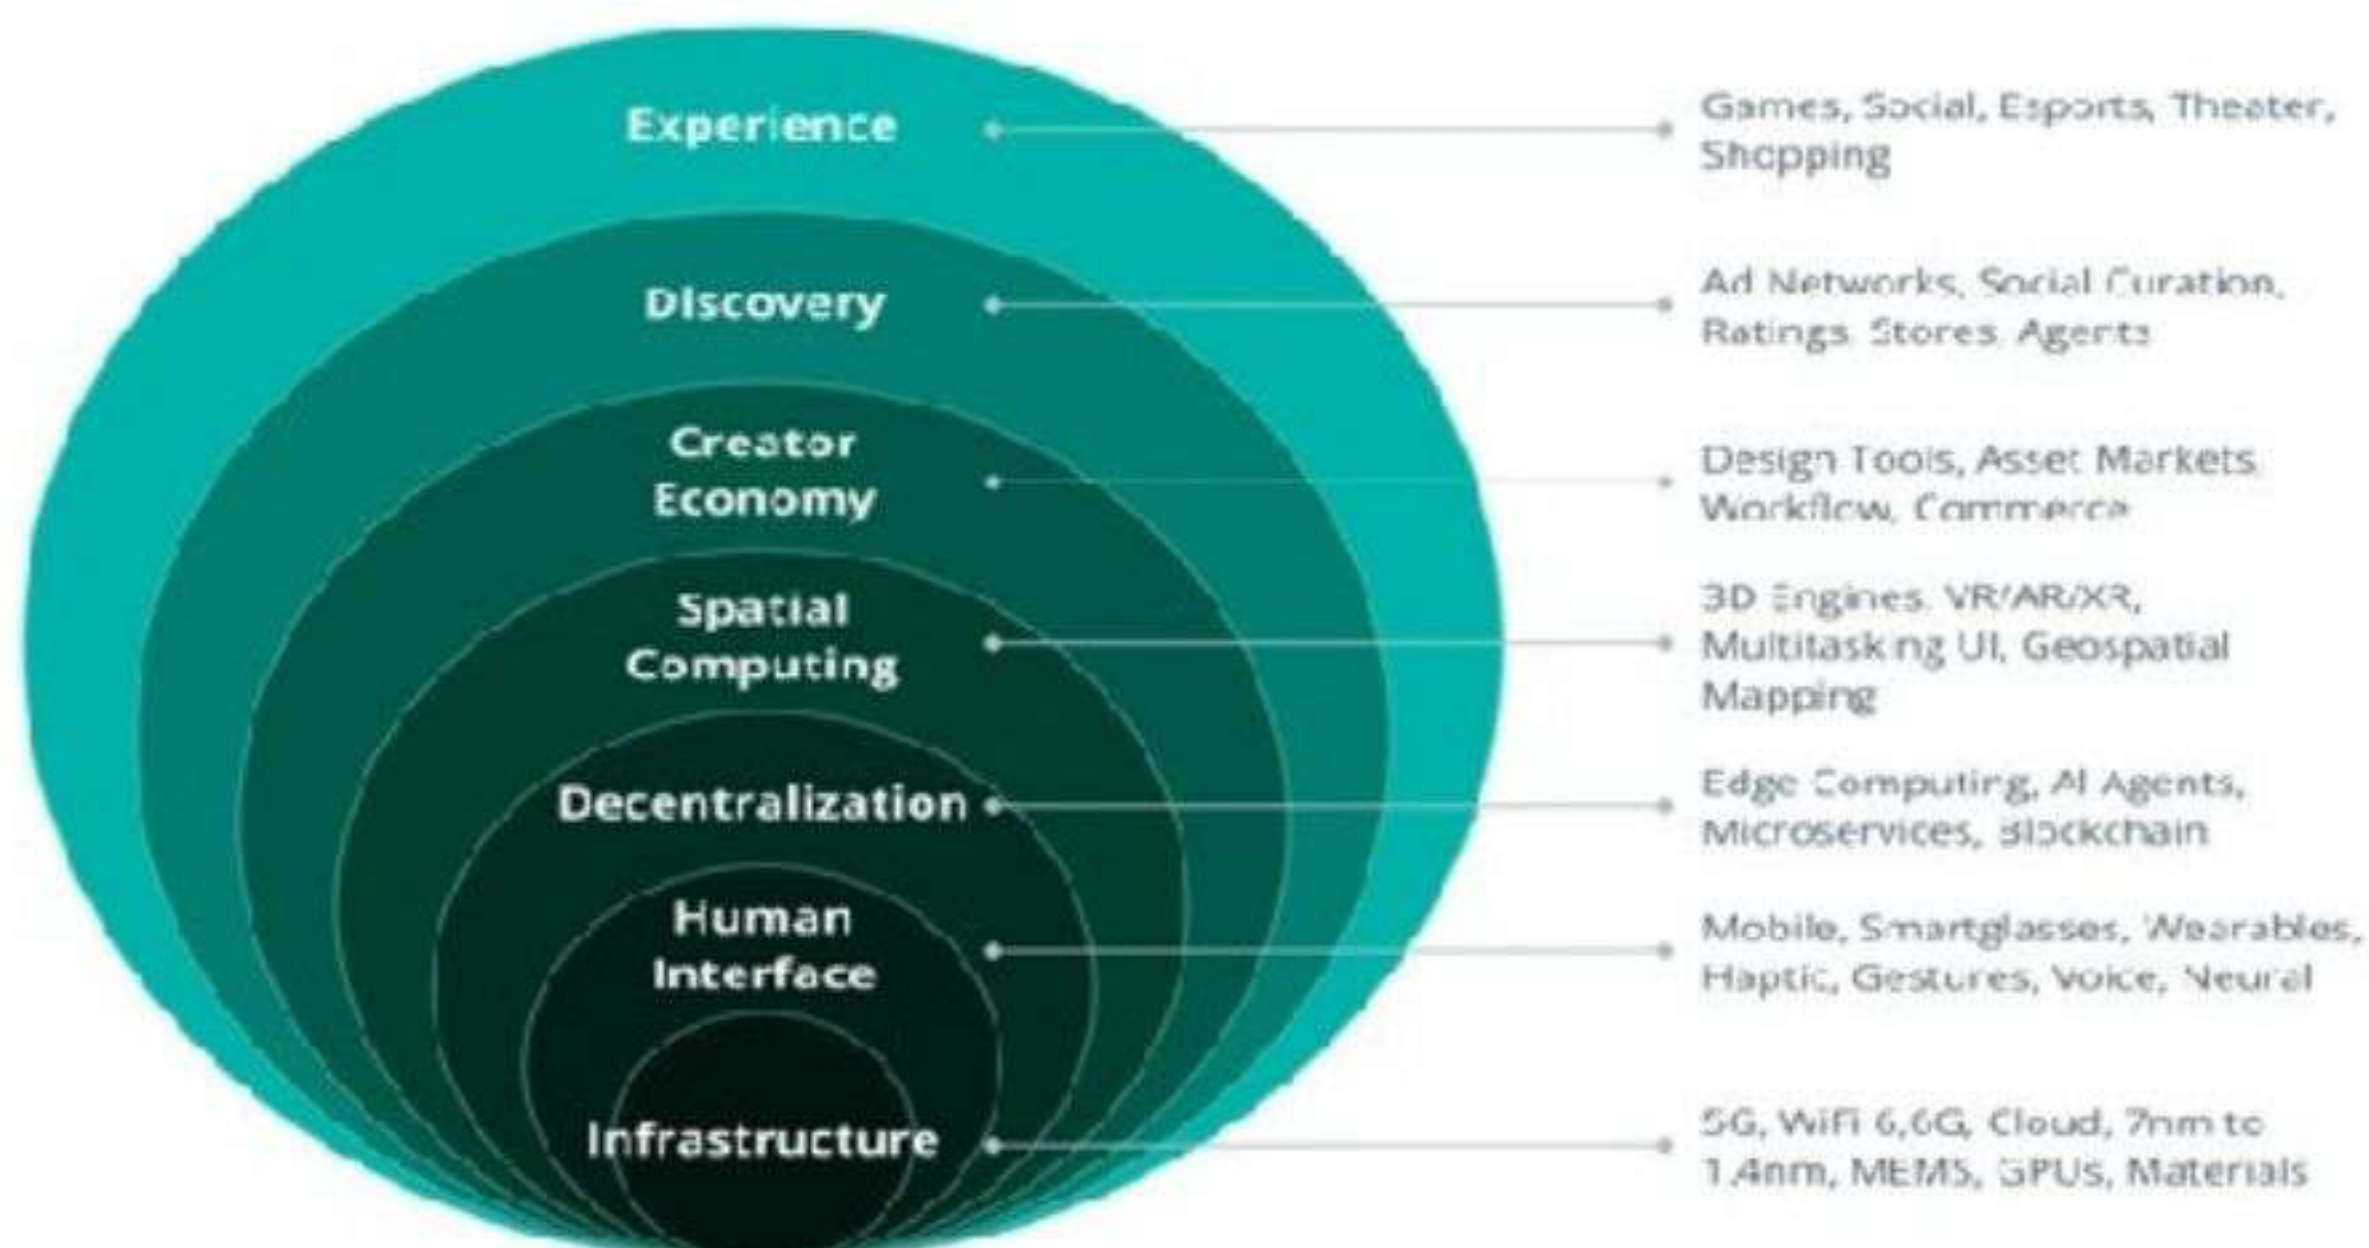 Experience
Games, Social, Esports, Theater,
Shopping
Discovery
Ad Networks, Social Curation,
Ratings, Stores, Agents
Creator
Economy
Design Tools, Asset Markets,
Workflow, Commerce
Spatial
Computing
3D Engines, VR/AR/XR,
Multitasking UI, Geospatial
Mapping
Decentralization
Edge Computing, AI Agents,
Microservices, Blockchain
Human
Interface
Mobile, Smartglasses, Wearables,
Haptic, Gestures, Voice, Neural
Infrastructure
5G, WiFi 6,6G, Cloud, 7nm to
1.4nm, MEMS, GPUs, Materials